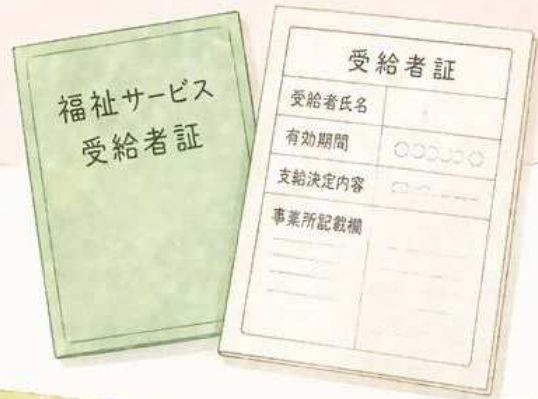 福祉サービス
受給者証
受給者証
受給者氏名
有効期間
支給決定内容
事業所記載欄